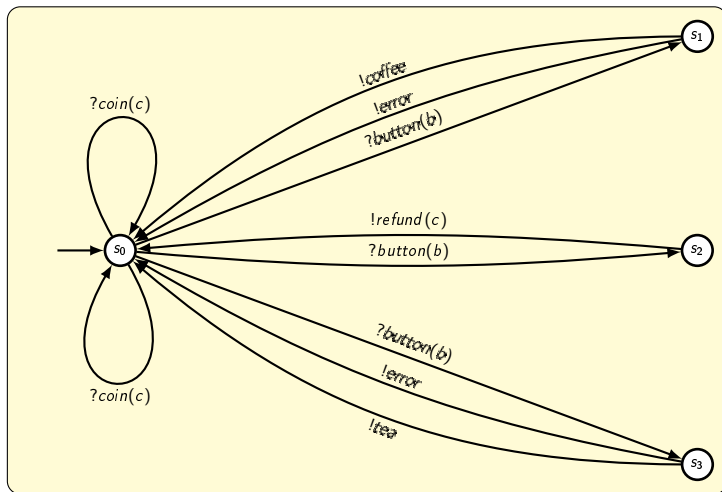 s1
!coffee
!error
?button(b)
?coin(c)
s0
!refund(c)
?button(b)
s2
?button(b)
!error
!tea
?coin(c)
s3